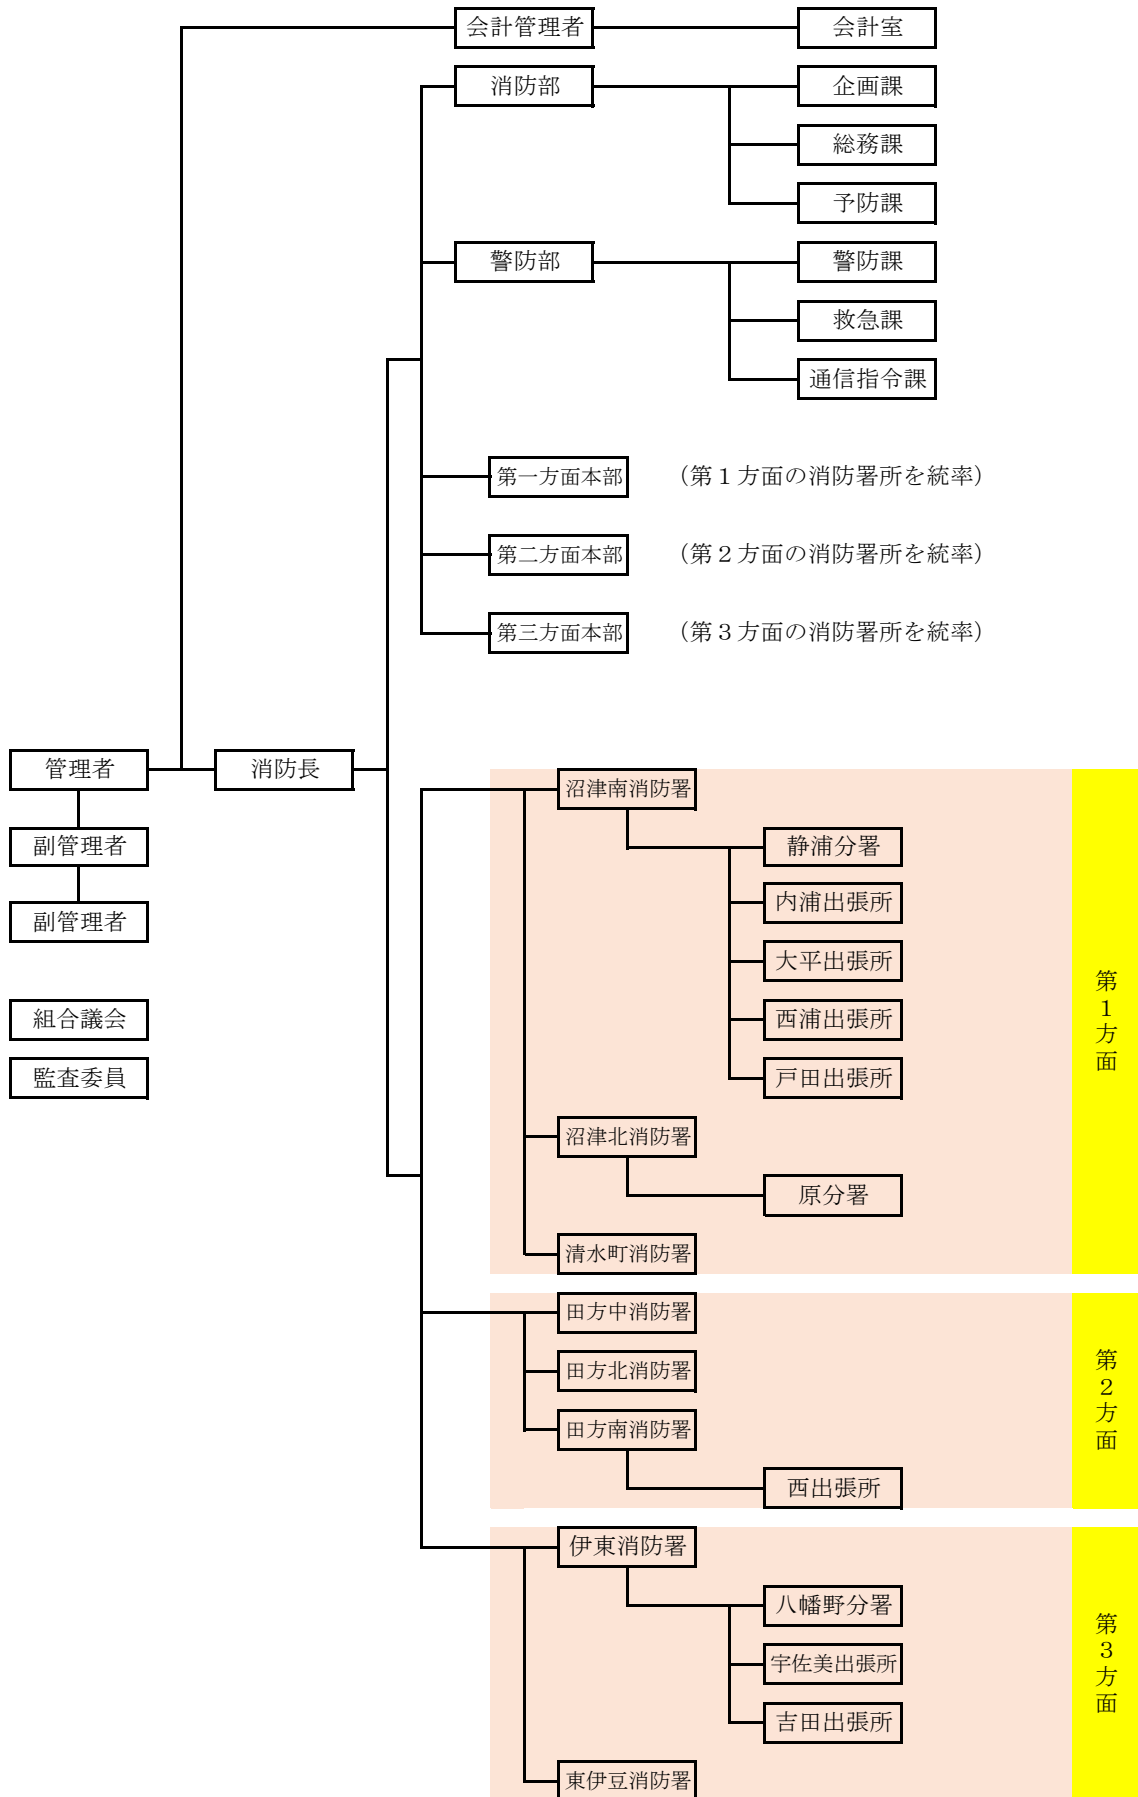 会計管理者
会計室
消防部
企画課
総務課
予防課
警防部
警防課
救急課
通信指令課
第一方面本部
（第１方面の消防署所を統率）
第二方面本部
（第２方面の消防署所を統率）
第三方面本部
（第３方面の消防署所を統率）
管理者
消防長
副管理者
副管理者
組合議会
監査委員
沼津南消防署
静浦分署
内浦出張所
大平出張所
西浦出張所
戸田出張所
沼津北消防署
原分署
清水町消防署
第１方面
田方中消防署
田方北消防署
田方南消防署
西出張所
第２方面
伊東消防署
八幡野分署
宇佐美出張所
吉田出張所
東伊豆消防署
第３方面